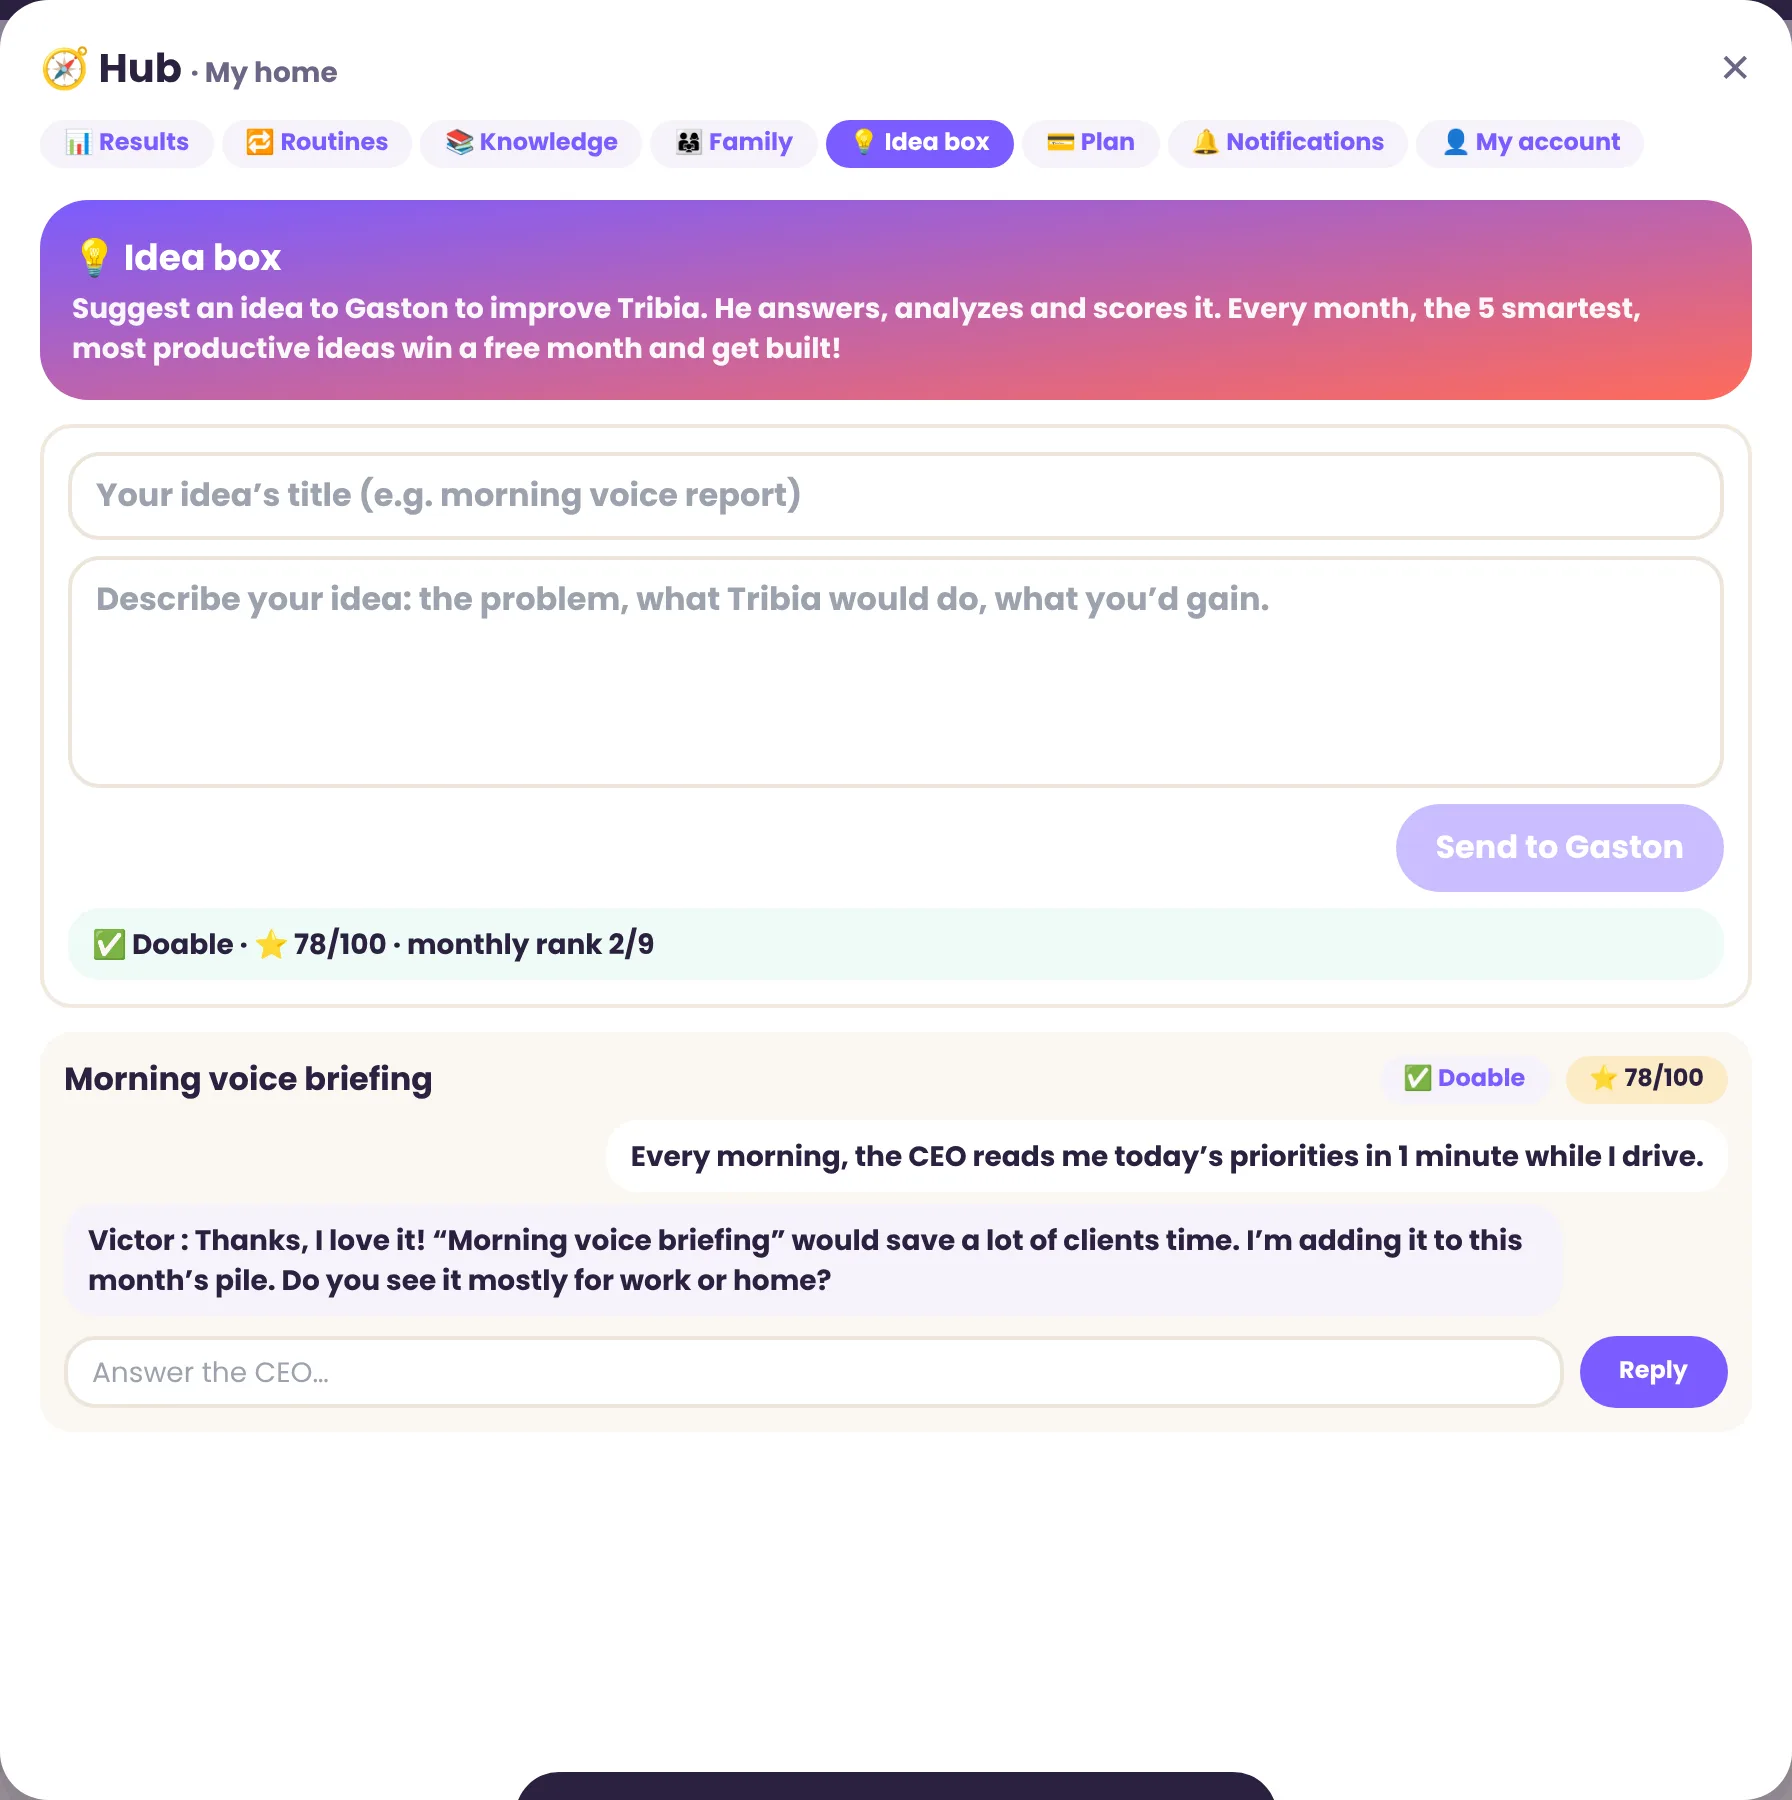 Hub · My home
Results
Routines
Knowledge
Family
Idea box
Plan
Notifications
My account
Idea box
Suggest an idea to Gaston to improve Tribia. He answers, analyzes and scores it. Every month, the 5 smartest,
most productive ideas win a free month and get built!
Your idea’s title (e.g. morning voice report)
Describe your idea: the problem, what Tribia would do, what you’d gain.
Send to Gaston
✅ Doable · ⭐ 78/100 · monthly rank 2/9
Morning voice briefing
✅ Doable
⭐ 78/100
Every morning, the CEO reads me today’s priorities in 1 minute while I drive.
Victor : Thanks, I love it! “Morning voice briefing” would save a lot of clients time. I’m adding it to this
month’s pile. Do you see it mostly for work or home?
Answer the CEO...
Reply